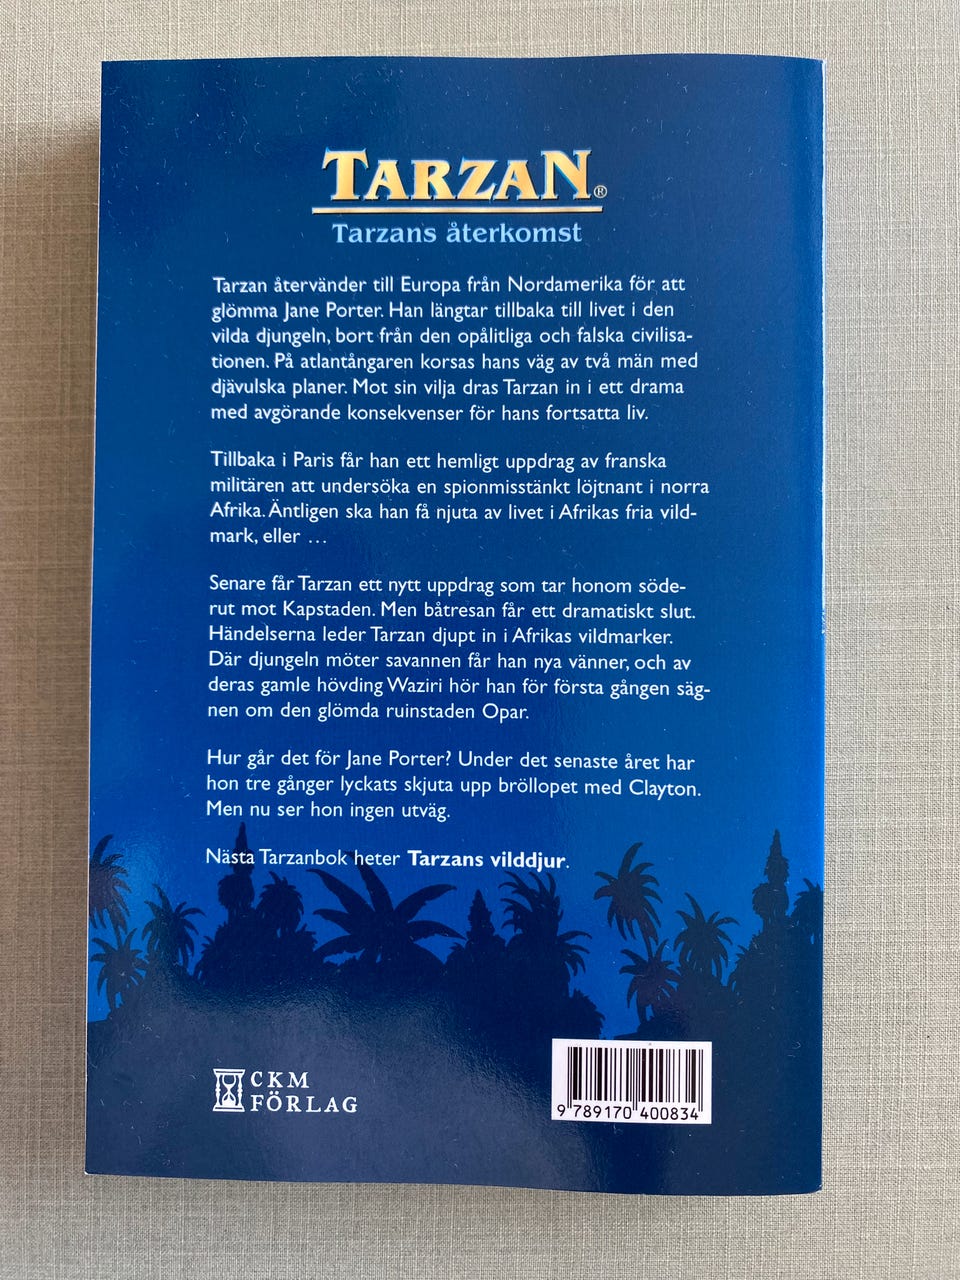 TARZAN®
Tarzans återkomst
Tarzan återvänder till Europa från Nordamerika för att
glömma Jane Porter. Han längtar tillbaka till livet i den
vilda djungeln, bort från den opålitliga och falska civilisa-
tionen. På atlantångaren korsas hans väg av två män med
djävulska planer. Mot sin vilja dras Tarzan in i ett drama
med avgörande konsekvenser för hans fortsatta liv.
Tillbaka i Paris får han ett hemligt uppdrag av franska
militären att undersöka en spionmisstänkt löjtnant i norra
Afrika. Äntligen ska han få njuta av livet i Afrikas fria vild-
mark, eller …
Senare får Tarzan ett nytt uppdrag som tar honom söde-
rut mot Kapstaden. Men båtresan får ett dramatiskt slut.
Händelserna leder Tarzan djupt in i Afrikas vildmarker.
Där djungeln möter savannen får han nya vänner, och av
deras gamle hövding Waziri hör han för första gången säg-
nen om den glömda ruinstaden Opar.
Hur går det för Jane Porter? Under det senaste året har
hon tre gånger lyckats skjuta upp bröllopet med Clayton.
Men nu ser hon ingen utväg.
Nästa Tarzanbok heter Tarzans vilddjur.
CKM
FÖRLAG
9 789170 400834